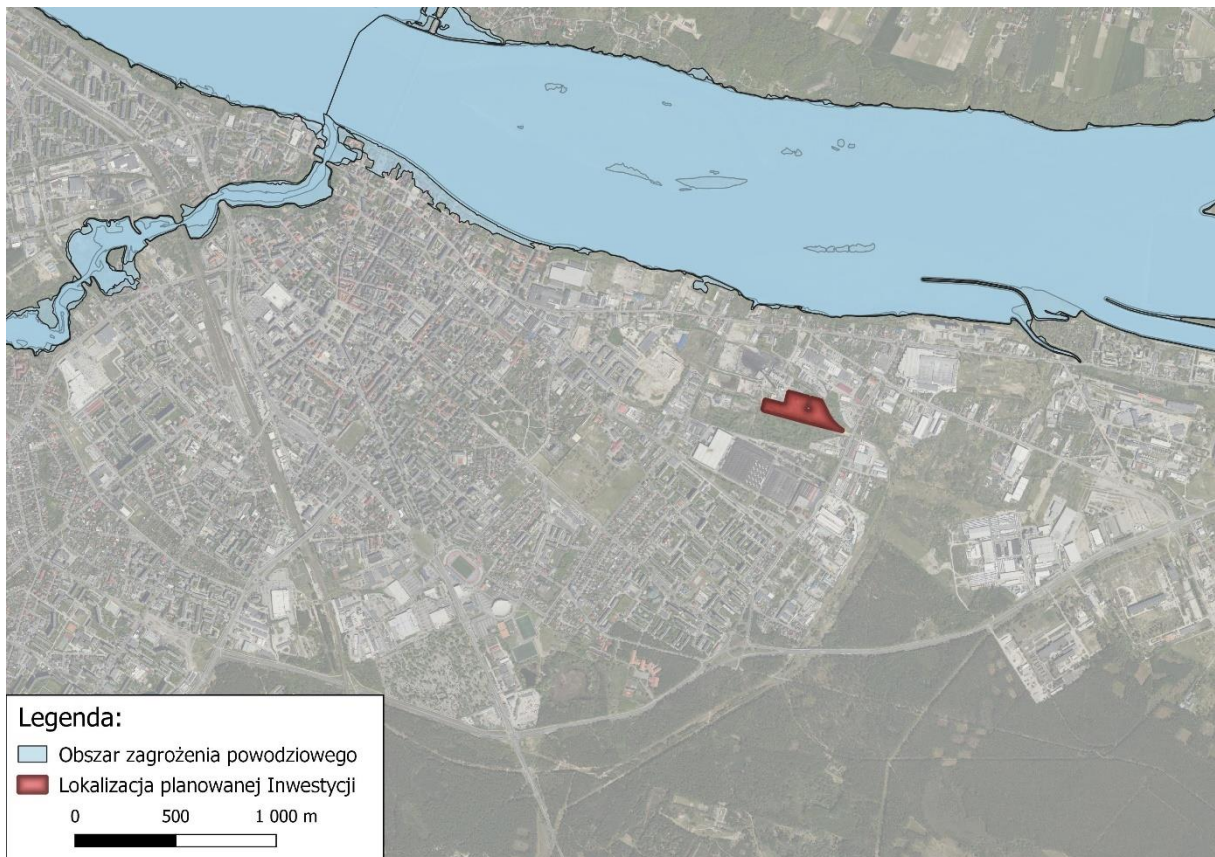 Legenda:
Obszar zagrożenia powodziowego
Lokalizacja planowanej Inwestycji
0 500 1 000 m